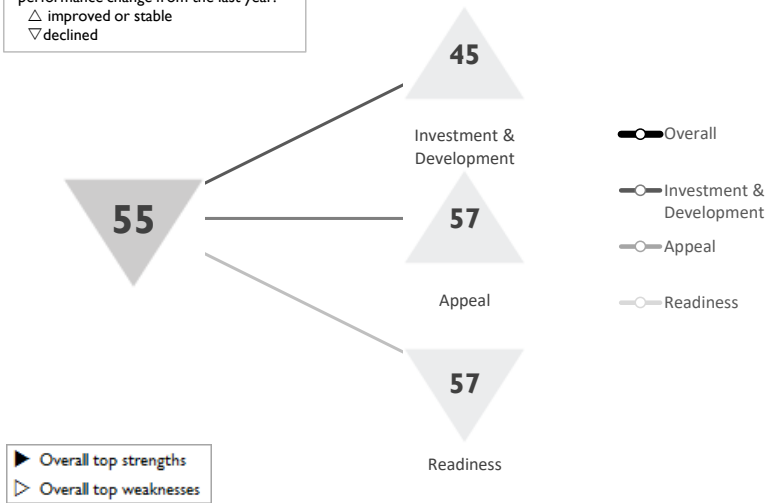 performance change from the last year:
△ improved or stable
▽ declined
45
Investment &
Development
55
57
Appeal
57
Readiness
Overall
Investment &
Development
Appeal
Readiness
▶ Overall top strengths
▷ Overall top weaknesses